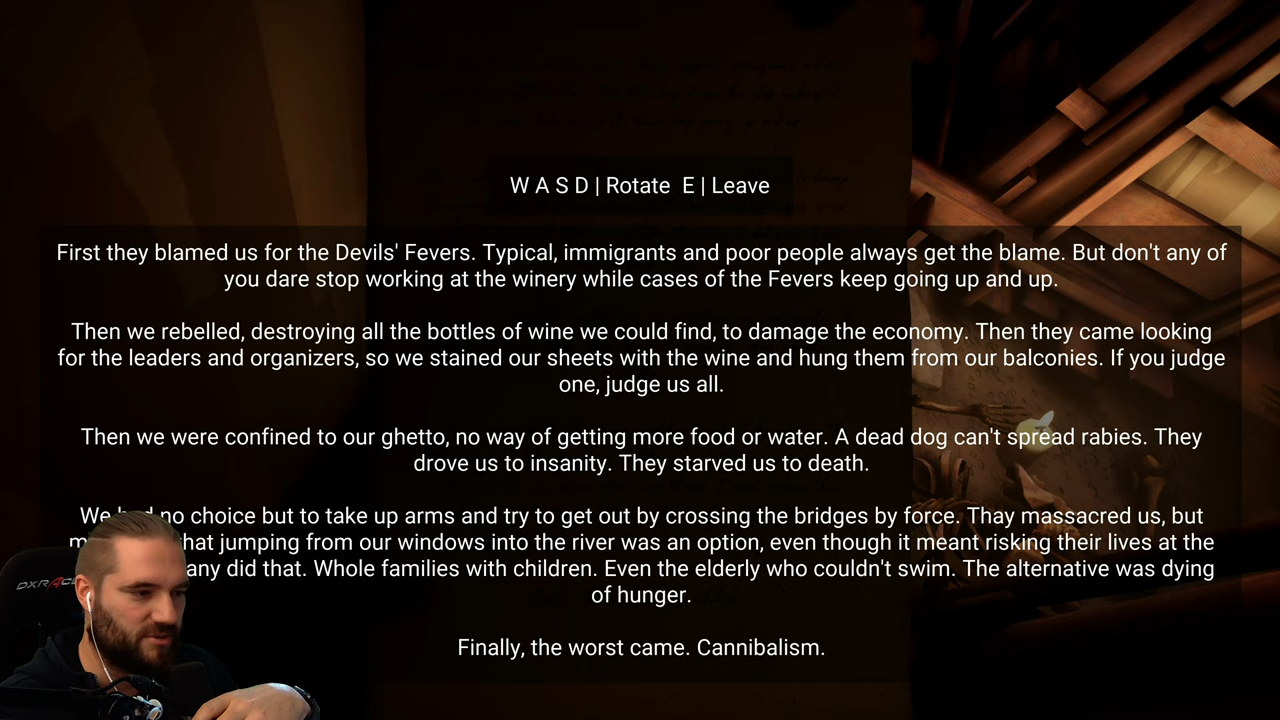 W A S D | Rotate E | Leave
First they blamed us for the Devils' Fevers. Typical, immigrants and poor people always get the blame. But don't any of
you dare stop working at the winery while cases of the Fevers keep going up and up.
Then we rebelled, destroying all the bottles of wine we could find, to damage the economy. Then they came looking
for the leaders and organizers, so we stained our sheets with the wine and hung them from our balconies. If you judge
one, judge us all.
Then we were confined to our ghetto, no way of getting more food or water. A dead dog can't spread rabies. They
drove us to insanity. They starved us to death.
We had no choice but to take up arms and try to get out by crossing the bridges by force. Thay massacred us, but
that jumping from our windows into the river was an option, even though it meant risking their lives at the
did that. Whole families with children. Even the elderly who couldn't swim. The alternative was dying
of hunger.
Finally, the worst came. Cannibalism.